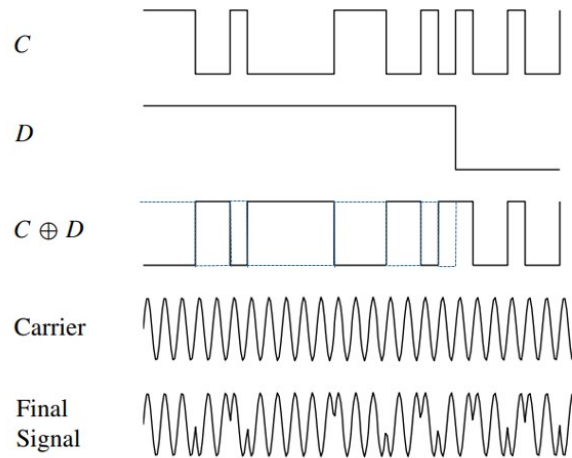 C
D
C ⊕ D
Carrier
Final
Signal